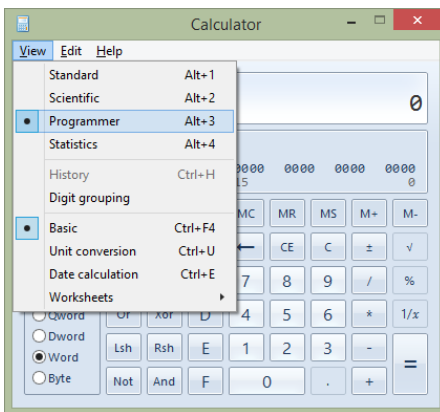 Calculator
View Edit Help
0
Standard Alt+1
Scientific Alt+2
Programmer Alt+3
Statistics Alt+4
History Ctrl+H
Digit grouping
Basic Ctrl+F4
Unit conversion Ctrl+U
Date calculation Ctrl+E
Worksheets
0000 0000 0000 0000
15 0
MC MR MS M+ M-
← CE C ± √
7 8 9 / %
Qword Or Xor D 4 5 6 * 1/x
Dword
Word Lsh Rsh E 1 2 3 - =
Byte Not And F 0 . +